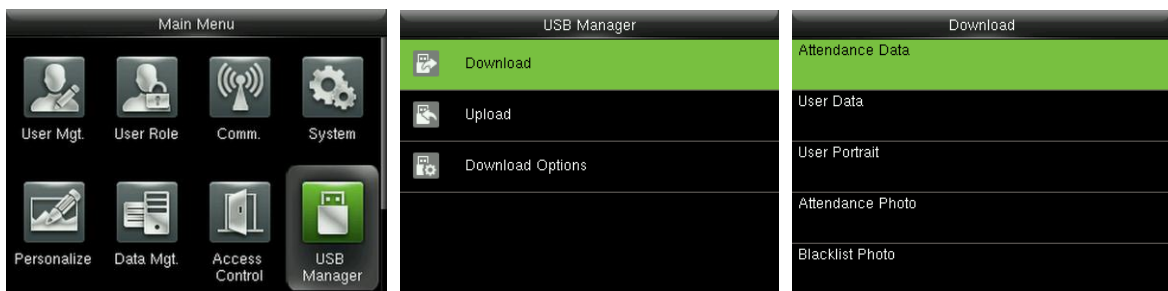 Main Menu
User Mgt.
User Role
Comm.
System
Personalize
Data Mgt.
Access
Control
USB
Manager
USB Manager
Download
Upload
Download Options
Download
Attendance Data
User Data
User Portrait
Attendance Photo
Blacklist Photo